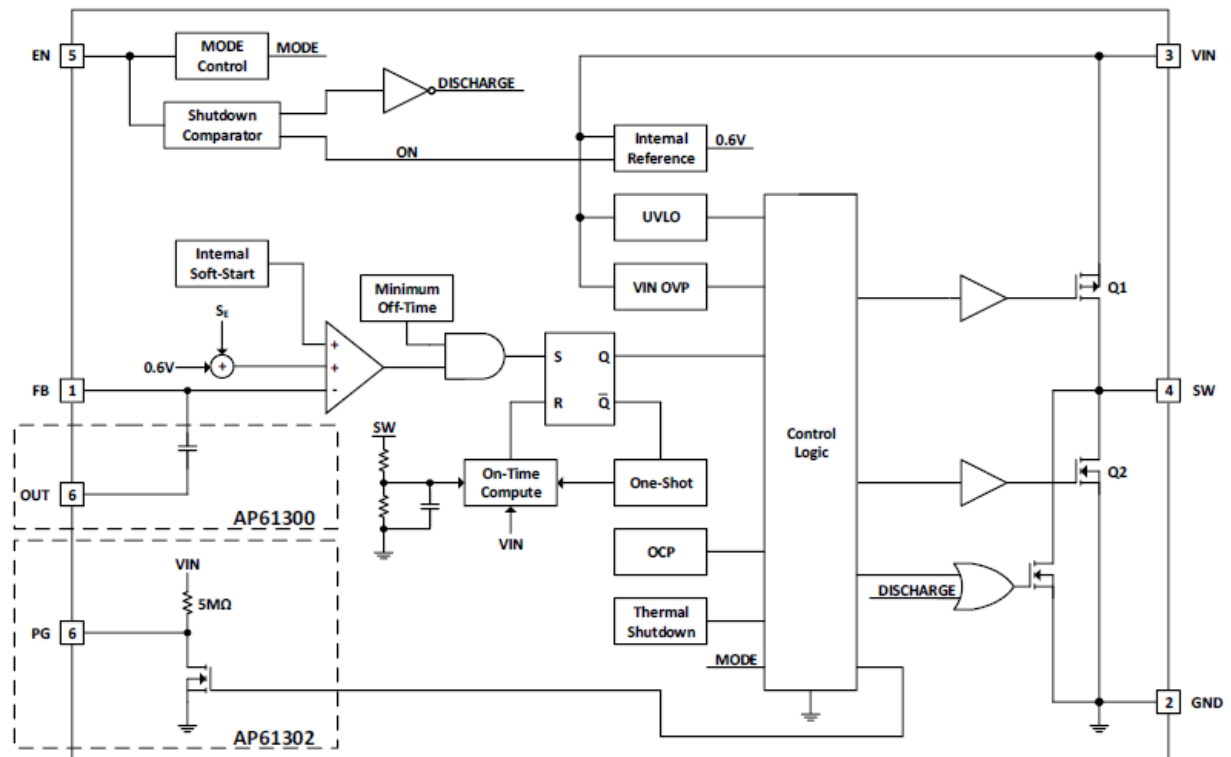 EN 5 MODE Control MODE 3 VIN
DISCHARGE
Shutdown Comparator
ON
Internal Reference 0.6V
UVLO
Internal Soft-Start
VIN OVP
Minimum Off-Time
Q1
SE
+
0.6V + + S Q
FB 1 - 4 SW
R Q̅
SW
Control Logic
On-Time Compute One-Shot Q2
OUT 6
AP61300
VIN
OCP
VIN
5MΩ
DISCHARGE
Thermal Shutdown
PG 6
MODE
2 GND
AP61302